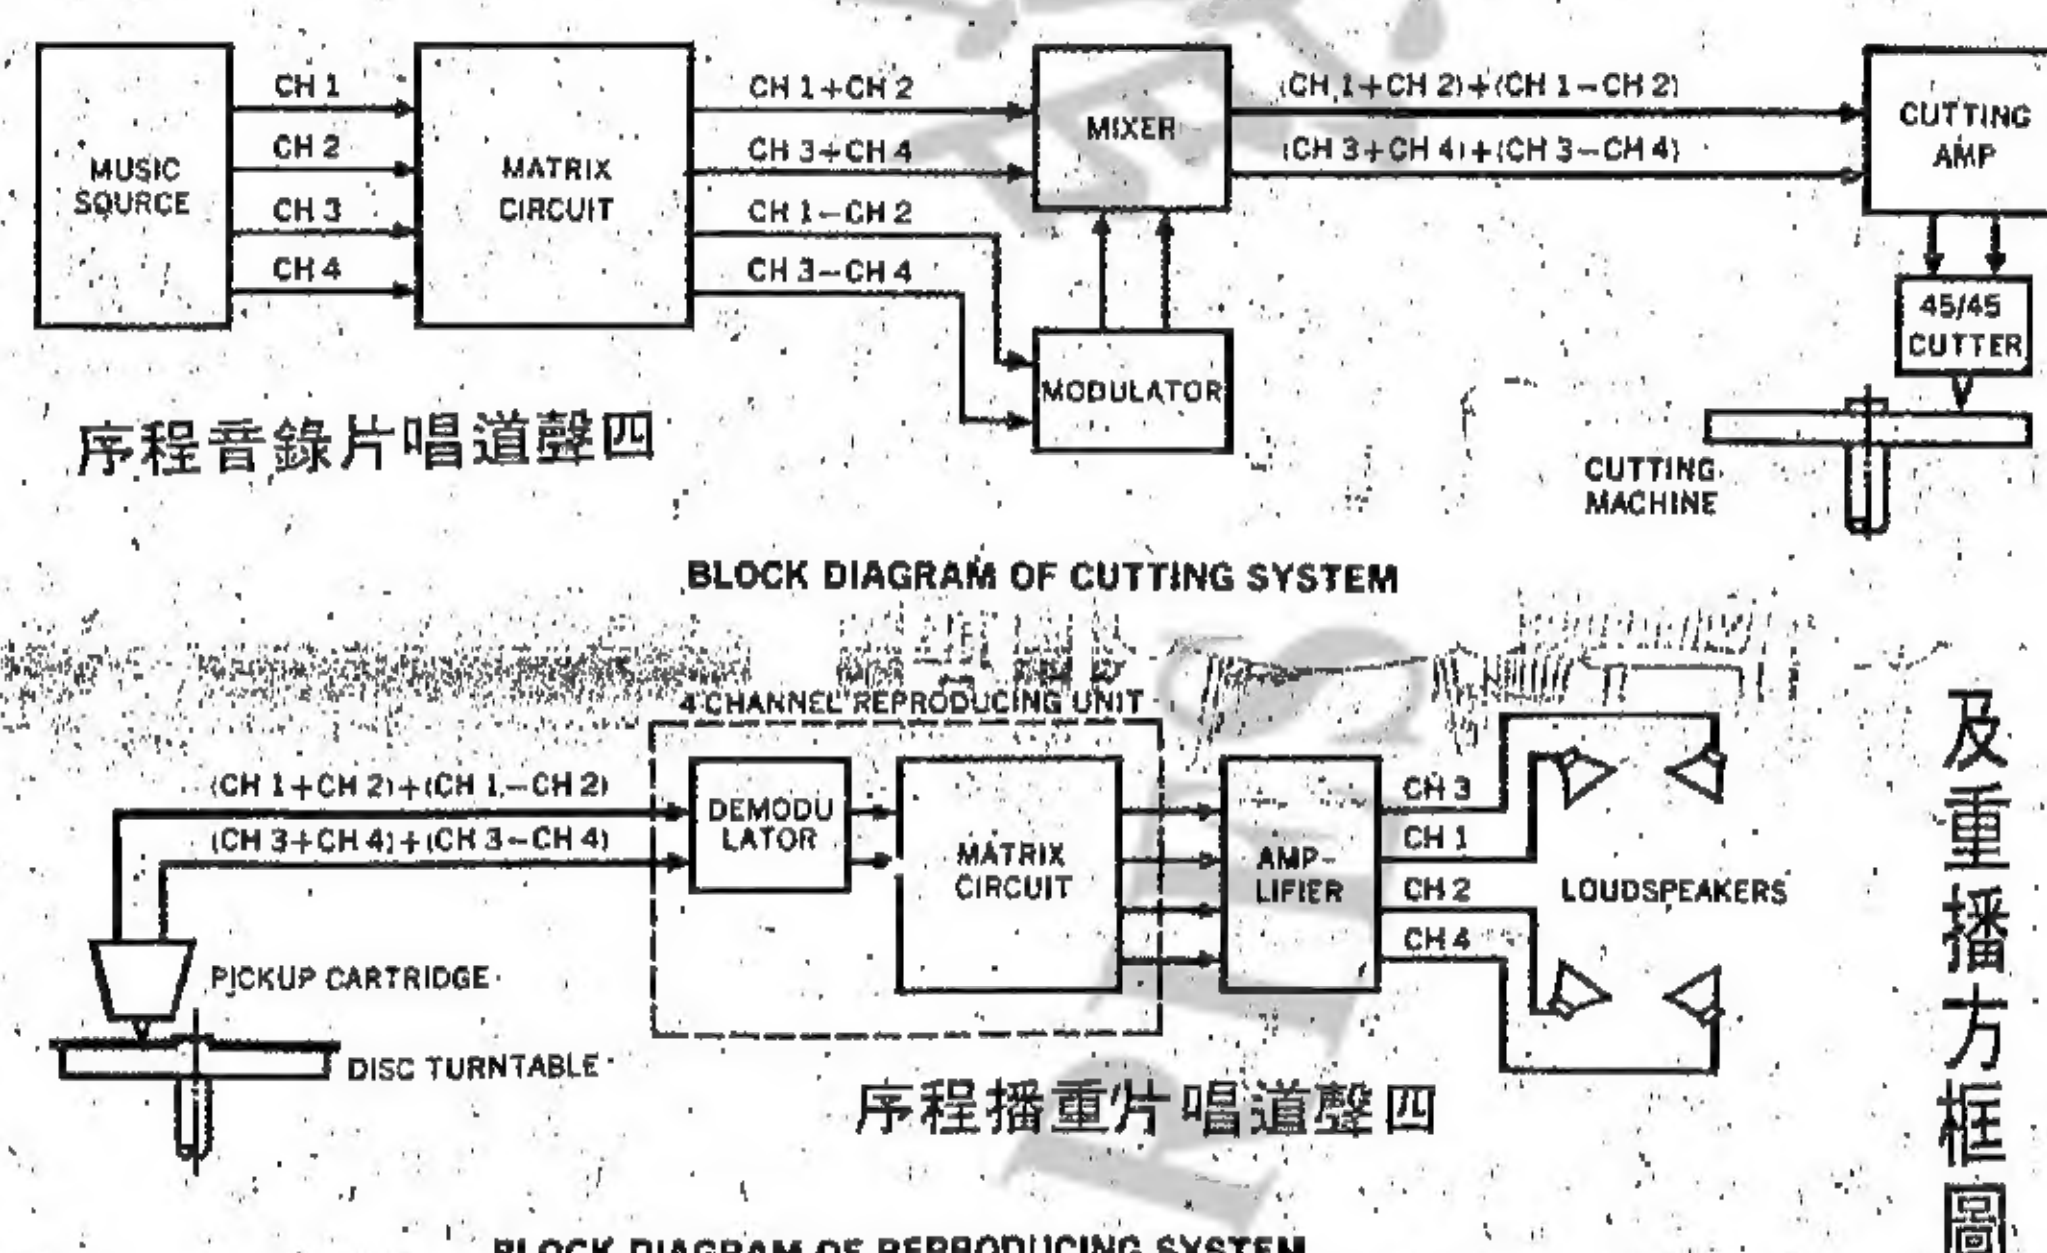 CH 1
CH 2
CH 3
CH 4
MUSIC
SOURCE
MATRIX
CIRCUIT
CH 1+CH 2
CH 3+CH 4
CH 1-CH 2
CH 3-CH 4
MIXER
MODULATOR
(CH 1+CH 2)+(CH 1-CH 2)
(CH 3+CH 4)+(CH 3-CH 4)
CUTTING
AMP
45/45
CUTTER
CUTTING
MACHINE
四聲道唱片錄音程序
BLOCK DIAGRAM OF CUTTING SYSTEM
4 CHANNEL REPRODUCING UNIT
(CH 1+CH 2)+(CH 1-CH 2)
(CH 3+CH 4)+(CH 3-CH 4)
DEMODU
LATOR
MATRIX
CIRCUIT
AMP-
LIFIER
CH 3
CH 1
CH 2
CH 4
LOUDSPEAKERS
PICKUP CARTRIDGE
DISC TURNTABLE
四聲道唱片重播程序
BLOCK DIAGRAM OF REPRODUCING SYSTEM
及重播方框圖